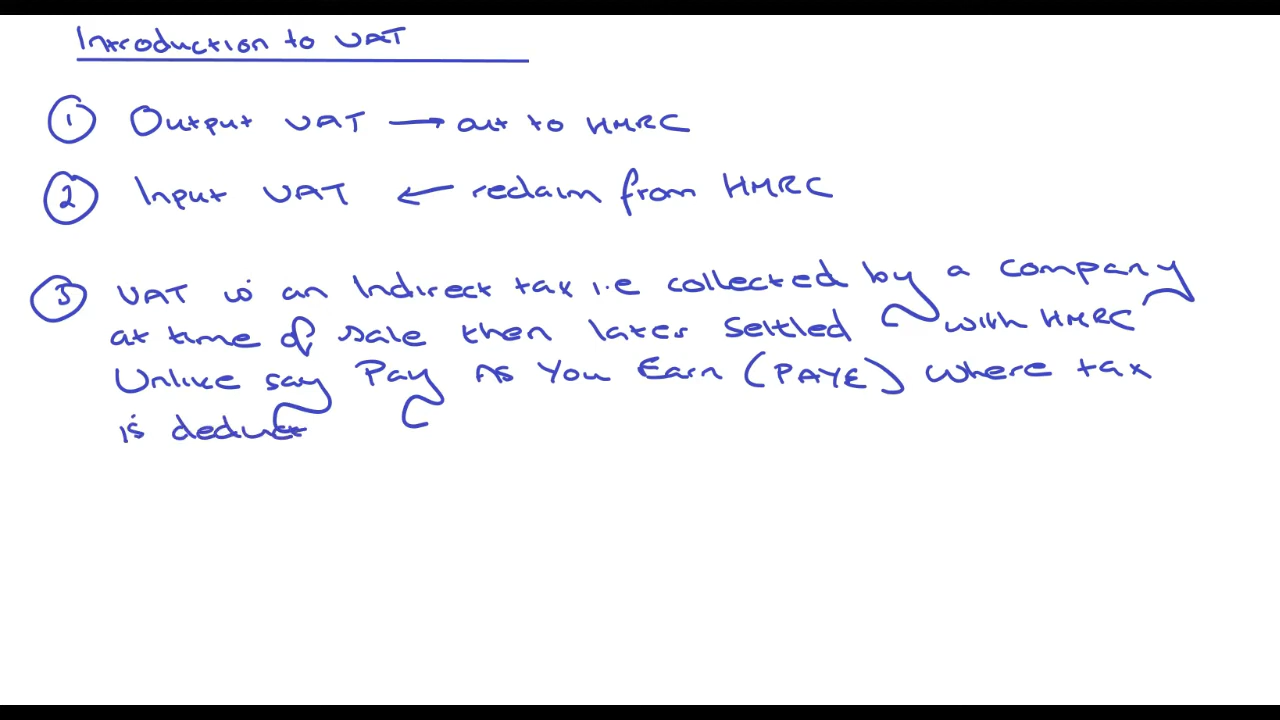 Introduction to VAT
① Output VAT → out to HMRC
② Input VAT ← reclaim from HMRC
③ VAT is an Indirect tax i.e collected by a company
at time of sale then later Settled with HMRC
Unlike say Pay As You Earn (PAYE) where tax
is deduct